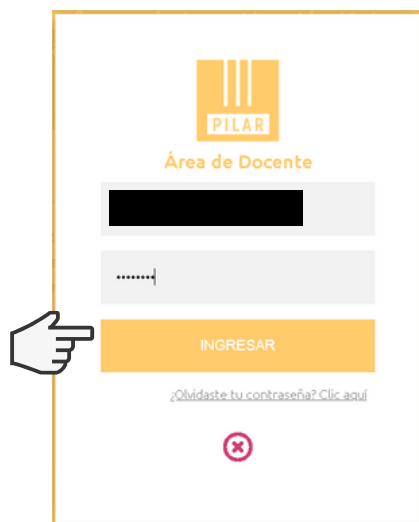 PILAR
Área de Docente
••••••••
INGRESAR
¿Olvidaste tu contraseña? Clic aquí